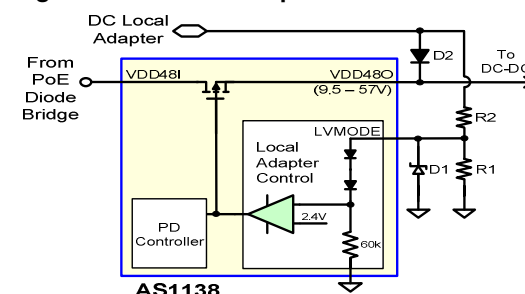 DC Local
Adapter
From
PoE
Diode
Bridge
VDD48I
VDD48O
(9.5 – 57V)
D2
To
DC-DC
R2
LVMODE
Local
Adapter
Control
D1
R1
2.4V
60k
PD
Controller
AS1138